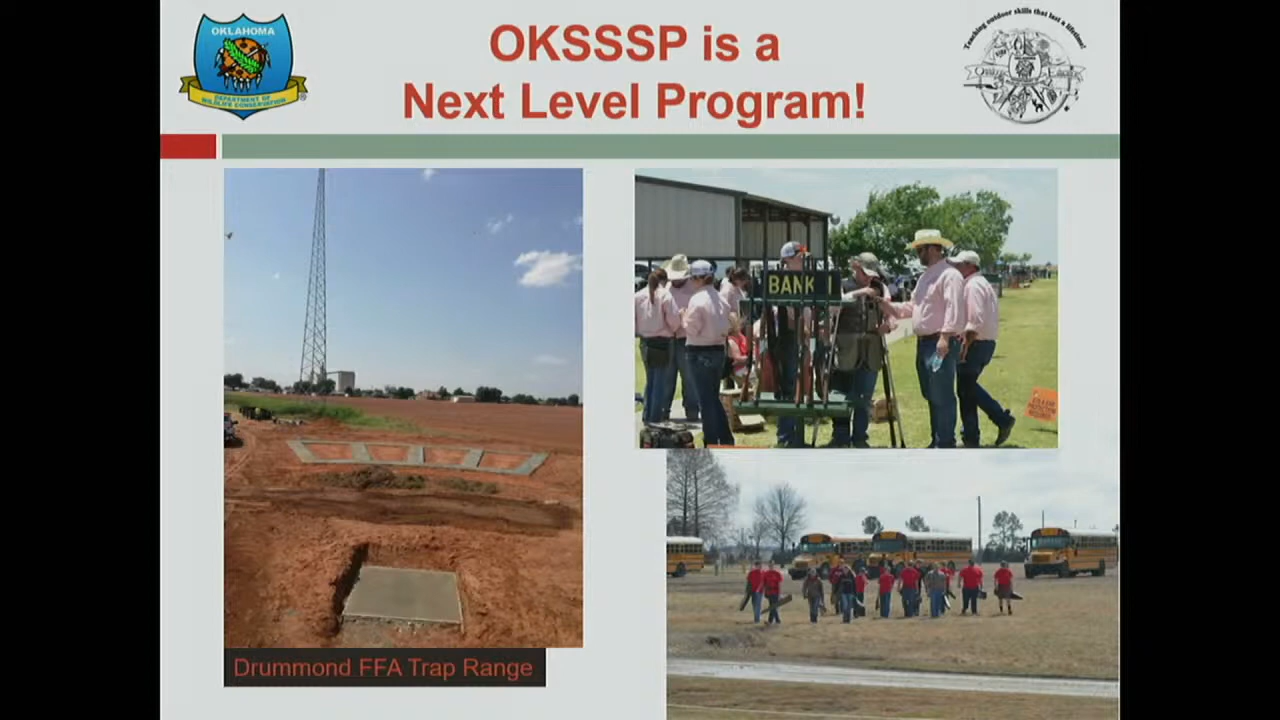 OKSSSP is a
Next Level Program!
OKLAHOMA
DEPARTMENT OF
WILDLIFE CONSERVATION
Teaching outdoor skills that last a lifetime!
BANK 1
Drummond FFA Trap Range